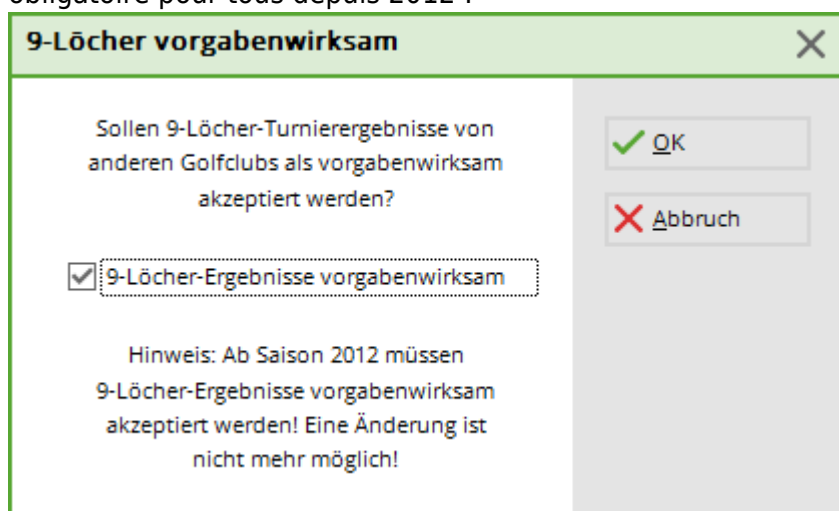 obligatoire pour tous depuis 2012
9-Löcher vorgabenwirksam
Sollen 9-Löcher-Turnierergebnisse von
anderen Golfclubs als vorgabenwirksam
akzeptiert werden?
OK
Abbruch
9-Löcher-Ergebnisse vorgabenwirksam
Hinweis: Ab Saison 2012 müssen
9-Löcher-Ergebnisse vorgabenwirksam
akzeptiert werden! Eine Änderung ist
nicht mehr möglich!